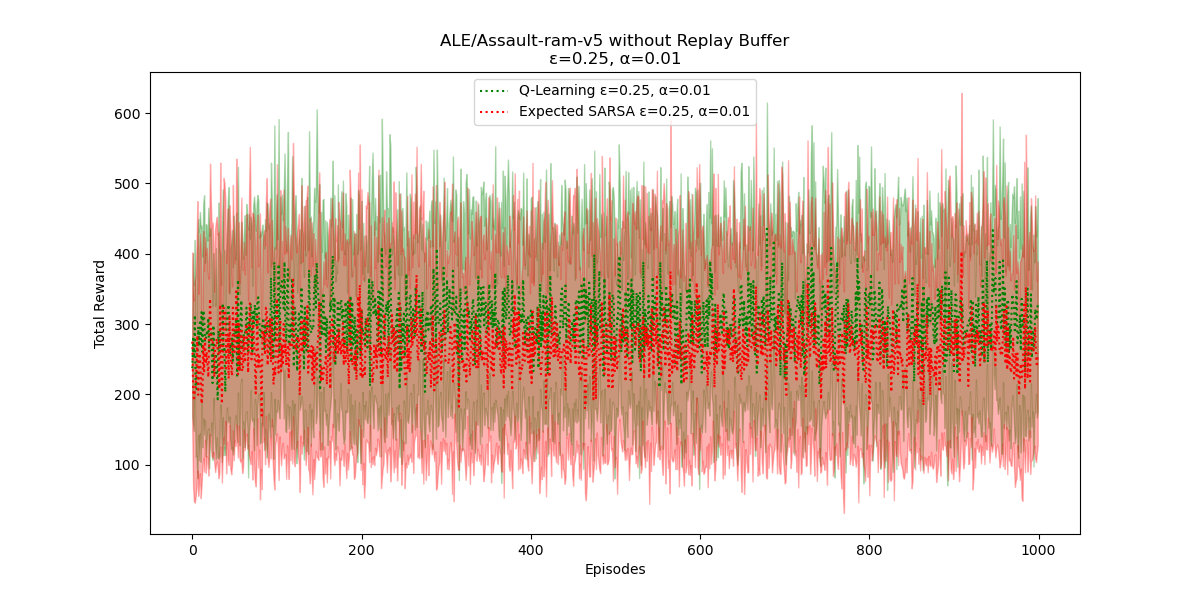 ALE/Assault-ram-v5 without Replay Buffer
ε=0.25, α=0.01
Q-Learning ε=0.25, α=0.01
Expected SARSA ε=0.25, α=0.01
Total Reward
600
500
400
300
200
100
0
200
400
600
800
1000
Episodes